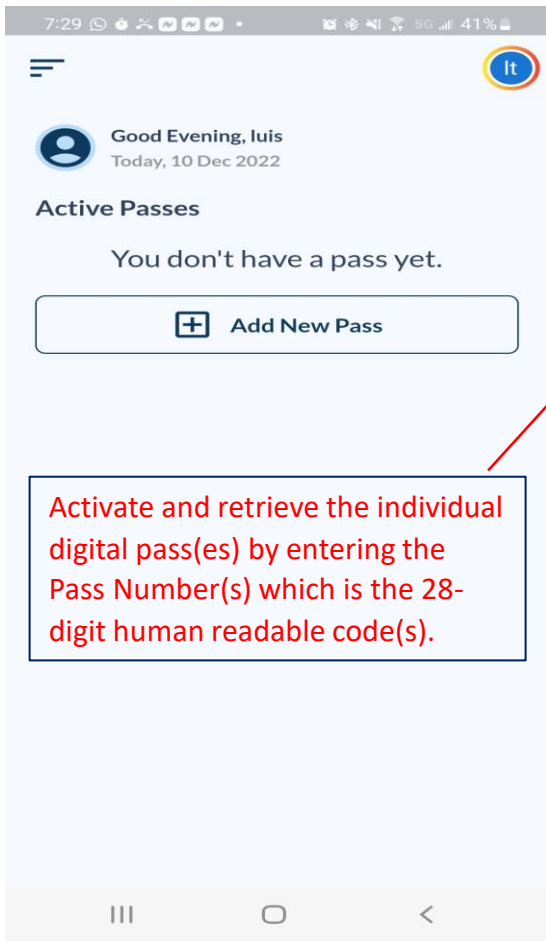 7:29 5G 41%
It
Good Evening, luis
Today, 10 Dec 2022
Active Passes
You don't have a pass yet.
Add New Pass
Activate and retrieve the individual
digital pass(es) by entering the
Pass Number(s) which is the 28-
digit human readable code(s).